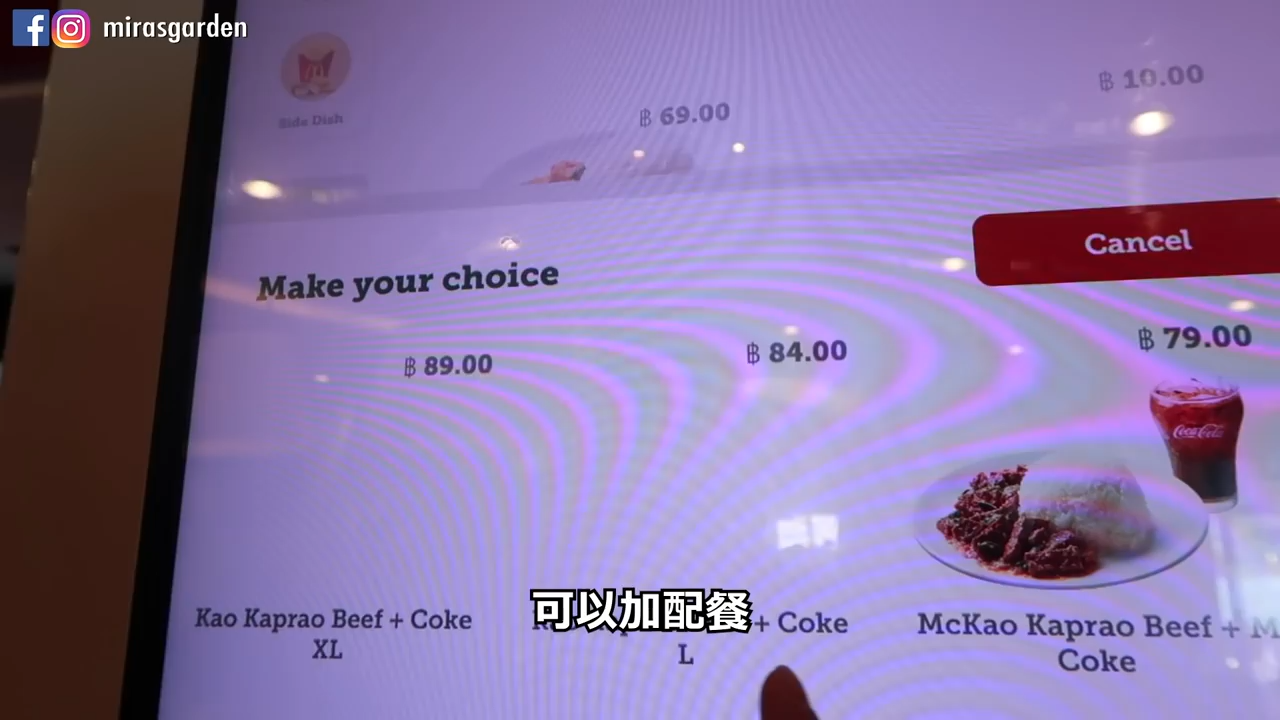 mirasgarden
฿ 10.00
Side Dish
฿ 69.00
Cancel
Make your choice
฿ 89.00
฿ 84.00
฿ 79.00
Coca-Cola
可以加配餐
Kao Kaprao Beef + Coke
XL
+ Coke
L
McKao Kaprao Beef + M
Coke